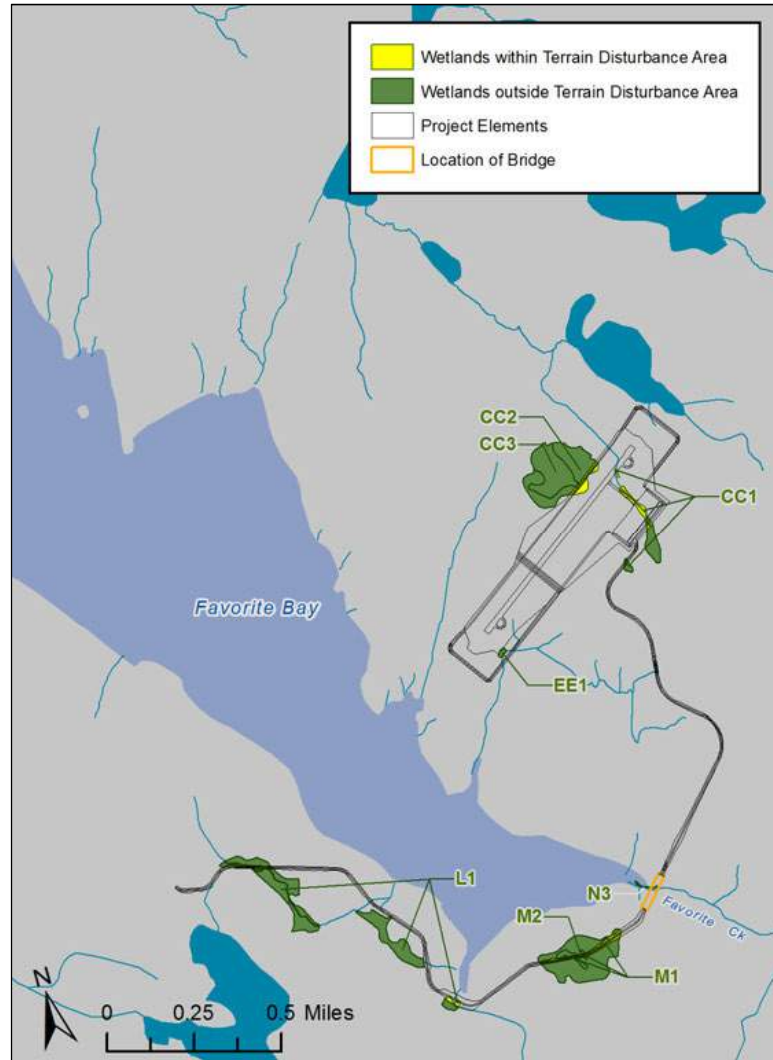 Wetlands within Terrain Disturbance Area
Wetlands outside Terrain Disturbance Area
Project Elements
Location of Bridge
CC2
CC3
CC1
Favorite Bay
EE1
L1
N3
Favorite Ck
M2
M1
N
0 0.25 0.5 Miles